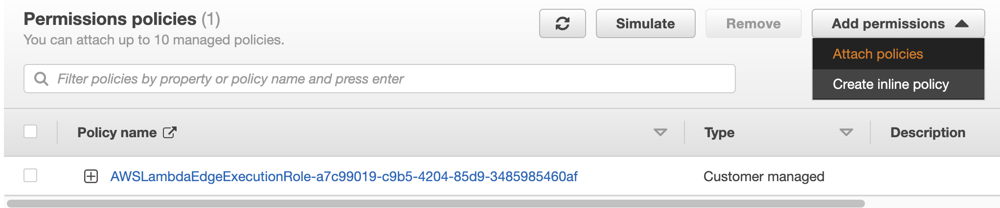 Permissions policies (1)
You can attach up to 10 managed policies.
Simulate
Remove
Add permissions
Attach policies
Create inline policy
Filter policies by property or policy name and press enter
Policy name
Type
Description
AWSLambdaEdgeExecutionRole-a7c99019-c9b5-4204-85d9-3485985460af
Customer managed